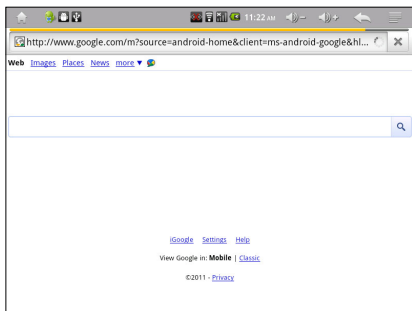 11:22 AM
http://www.google.com/m?source=android-home&client=ms-android-google&hl...
Web Images Places News more ▼
iGoogle Settings Help
View Google in: Mobile | Classic
©2011 - Privacy